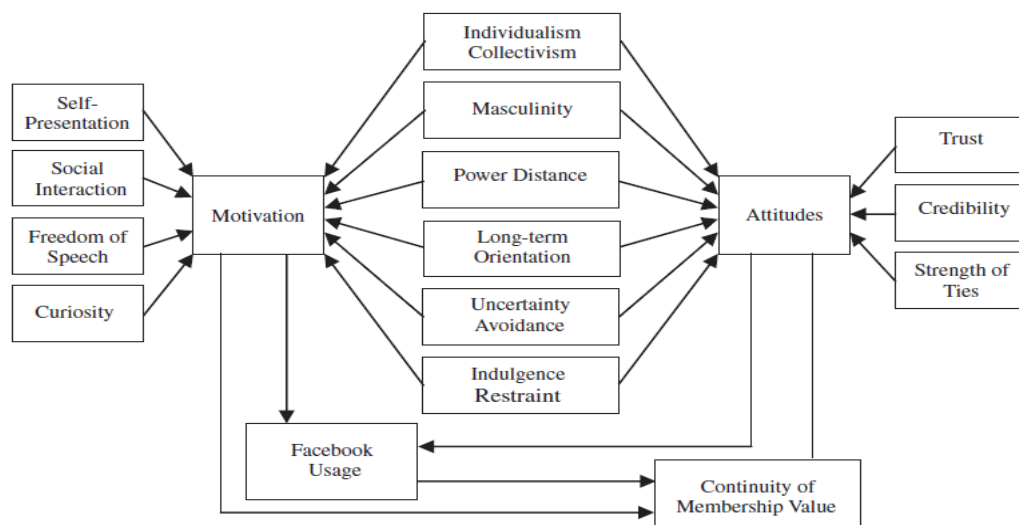 Individualism
Collectivism
Self-
Presentation
Masculinity
Trust
Social
Interaction
Power Distance
Motivation
Attitudes
Credibility
Freedom of
Speech
Long-term
Orientation
Strength of
Ties
Curiosity
Uncertainty
Avoidance
Indulgence
Restraint
Facebook
Usage
Continuity of
Membership Value